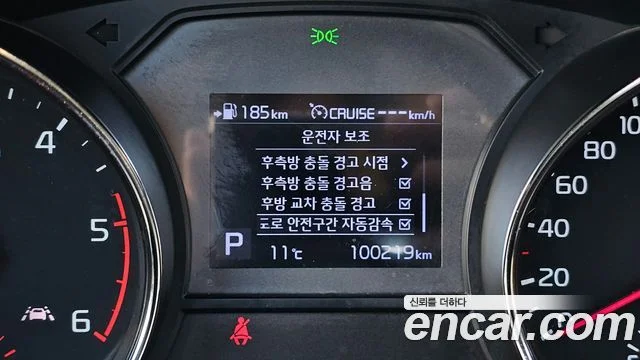 185km CRUISE---km/h
운전자 보조
후측방 충돌 경고 시점
후측방 충돌 경고음
후방 교차 충돌 경고
도로 안전구간 자동감속
P 11℃ 100219km
4
5
6
100
80
60
40
20
신뢰를 더하다
encar.com